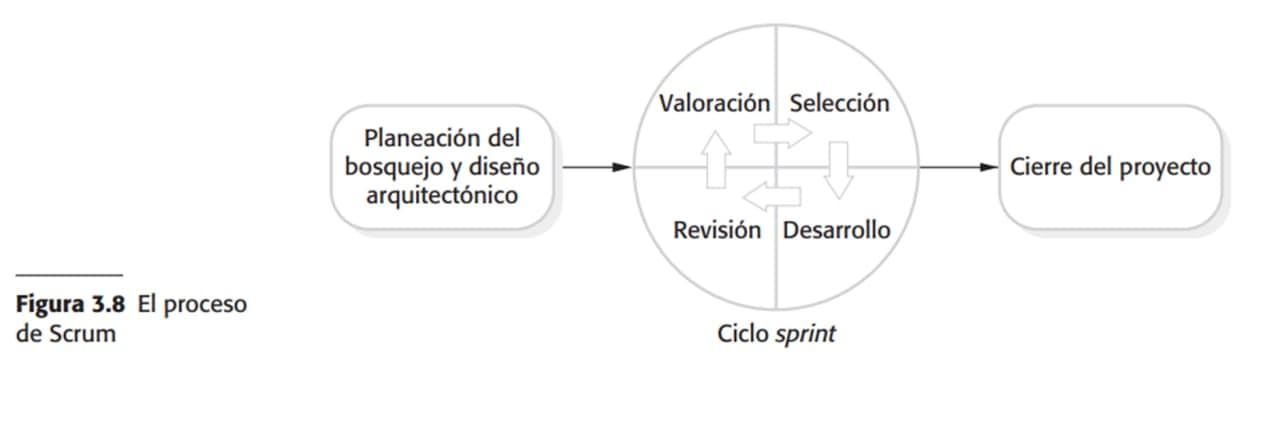 Planeación del
bosquejo y diseño
arquitectónico
Valoración
Selección
Revisión
Desarrollo
Ciclo sprint
Cierre del proyecto
Figura 3.8 El proceso
de Scrum